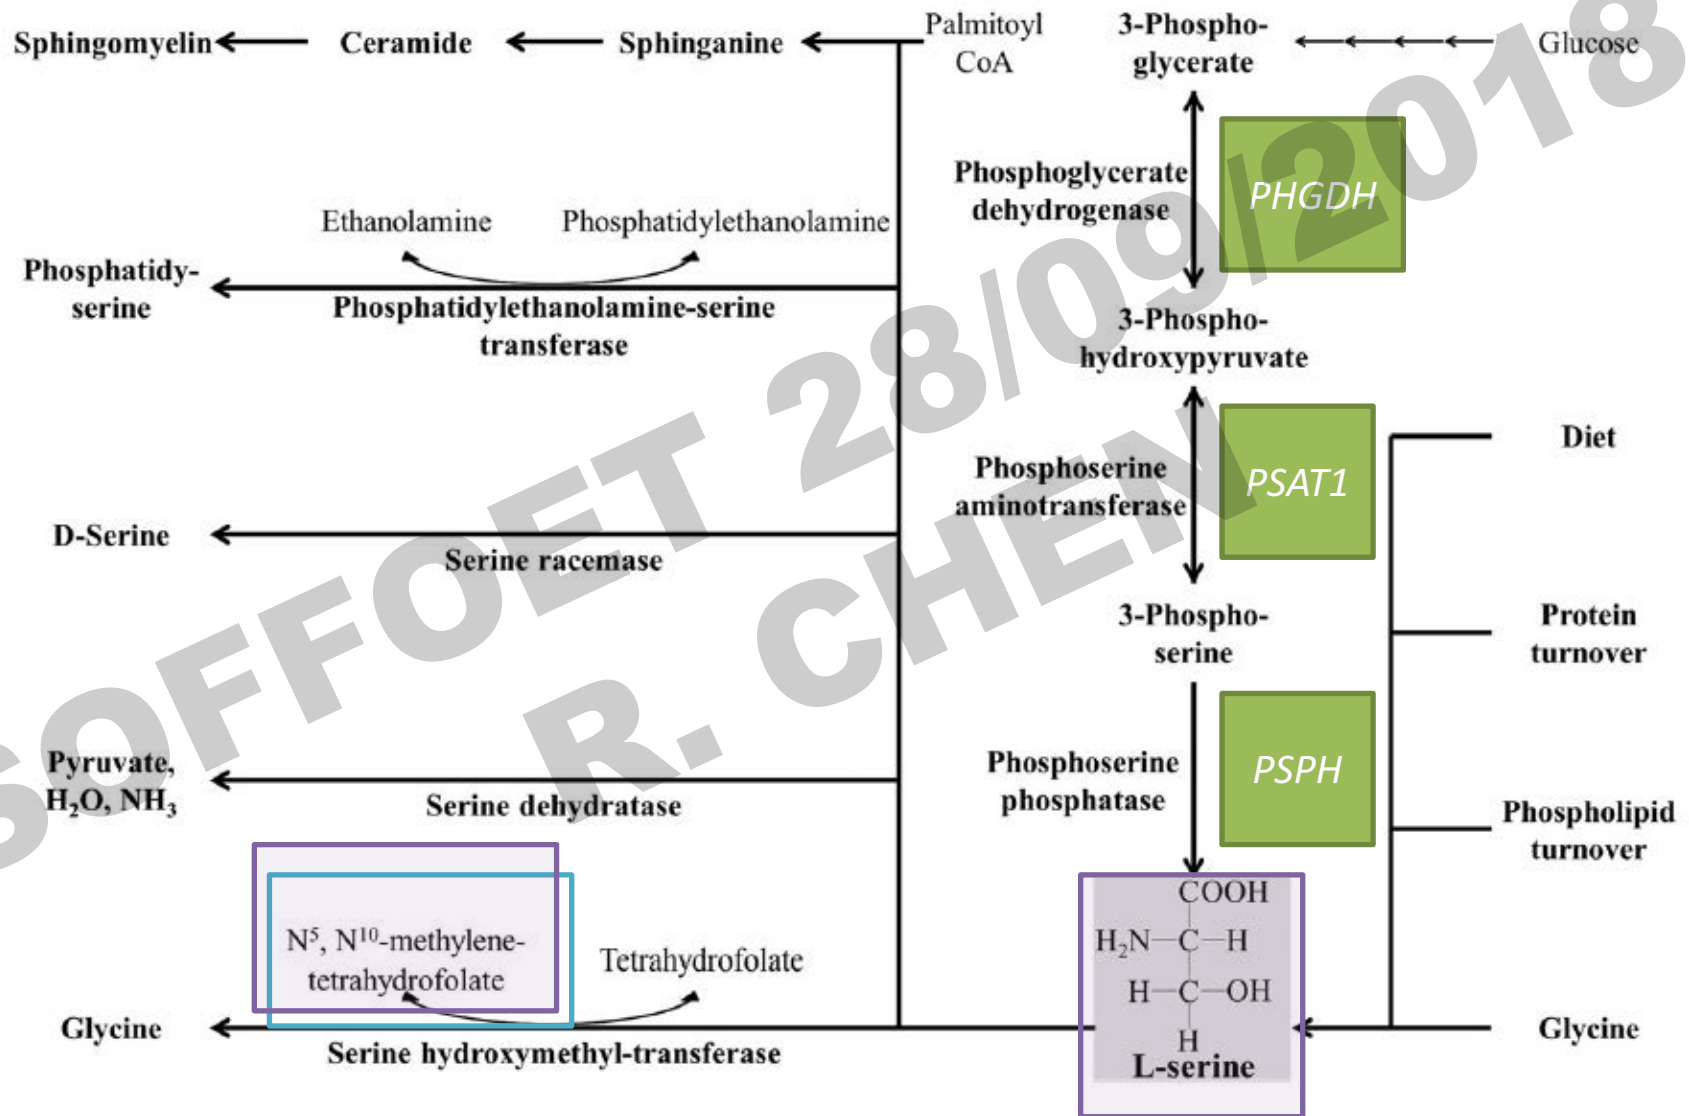 Sphingomyelin
Ceramide
Sphinganine
Palmitoyl
CoA
3-Phospho-
glycerate
Glucose
Phosphoglycerate
dehydrogenase
PHGDH
Ethanolamine
Phosphatidylethanolamine
Phosphatidy-
serine
Phosphatidylethanolamine-serine
transferase
3-Phospho-
hydroxypyruvate
Phosphoserine
aminotransferase
PSAT1
Diet
D-Serine
Serine racemase
3-Phospho-
serine
Protein
turnover
Pyruvate,
H₂O, NH₃
Serine dehydratase
Phosphoserine
phosphatase
PSPH
Phospholipid
turnover
N⁵, N¹⁰-methylene-
tetrahydrofolate
Tetrahydrofolate
COOH
H₂N—C—H
H—C—OH
H
L-serine
Glycine
Serine hydroxymethyl-transferase
Glycine
SOFFOET 28/09/2018
R. CHEN